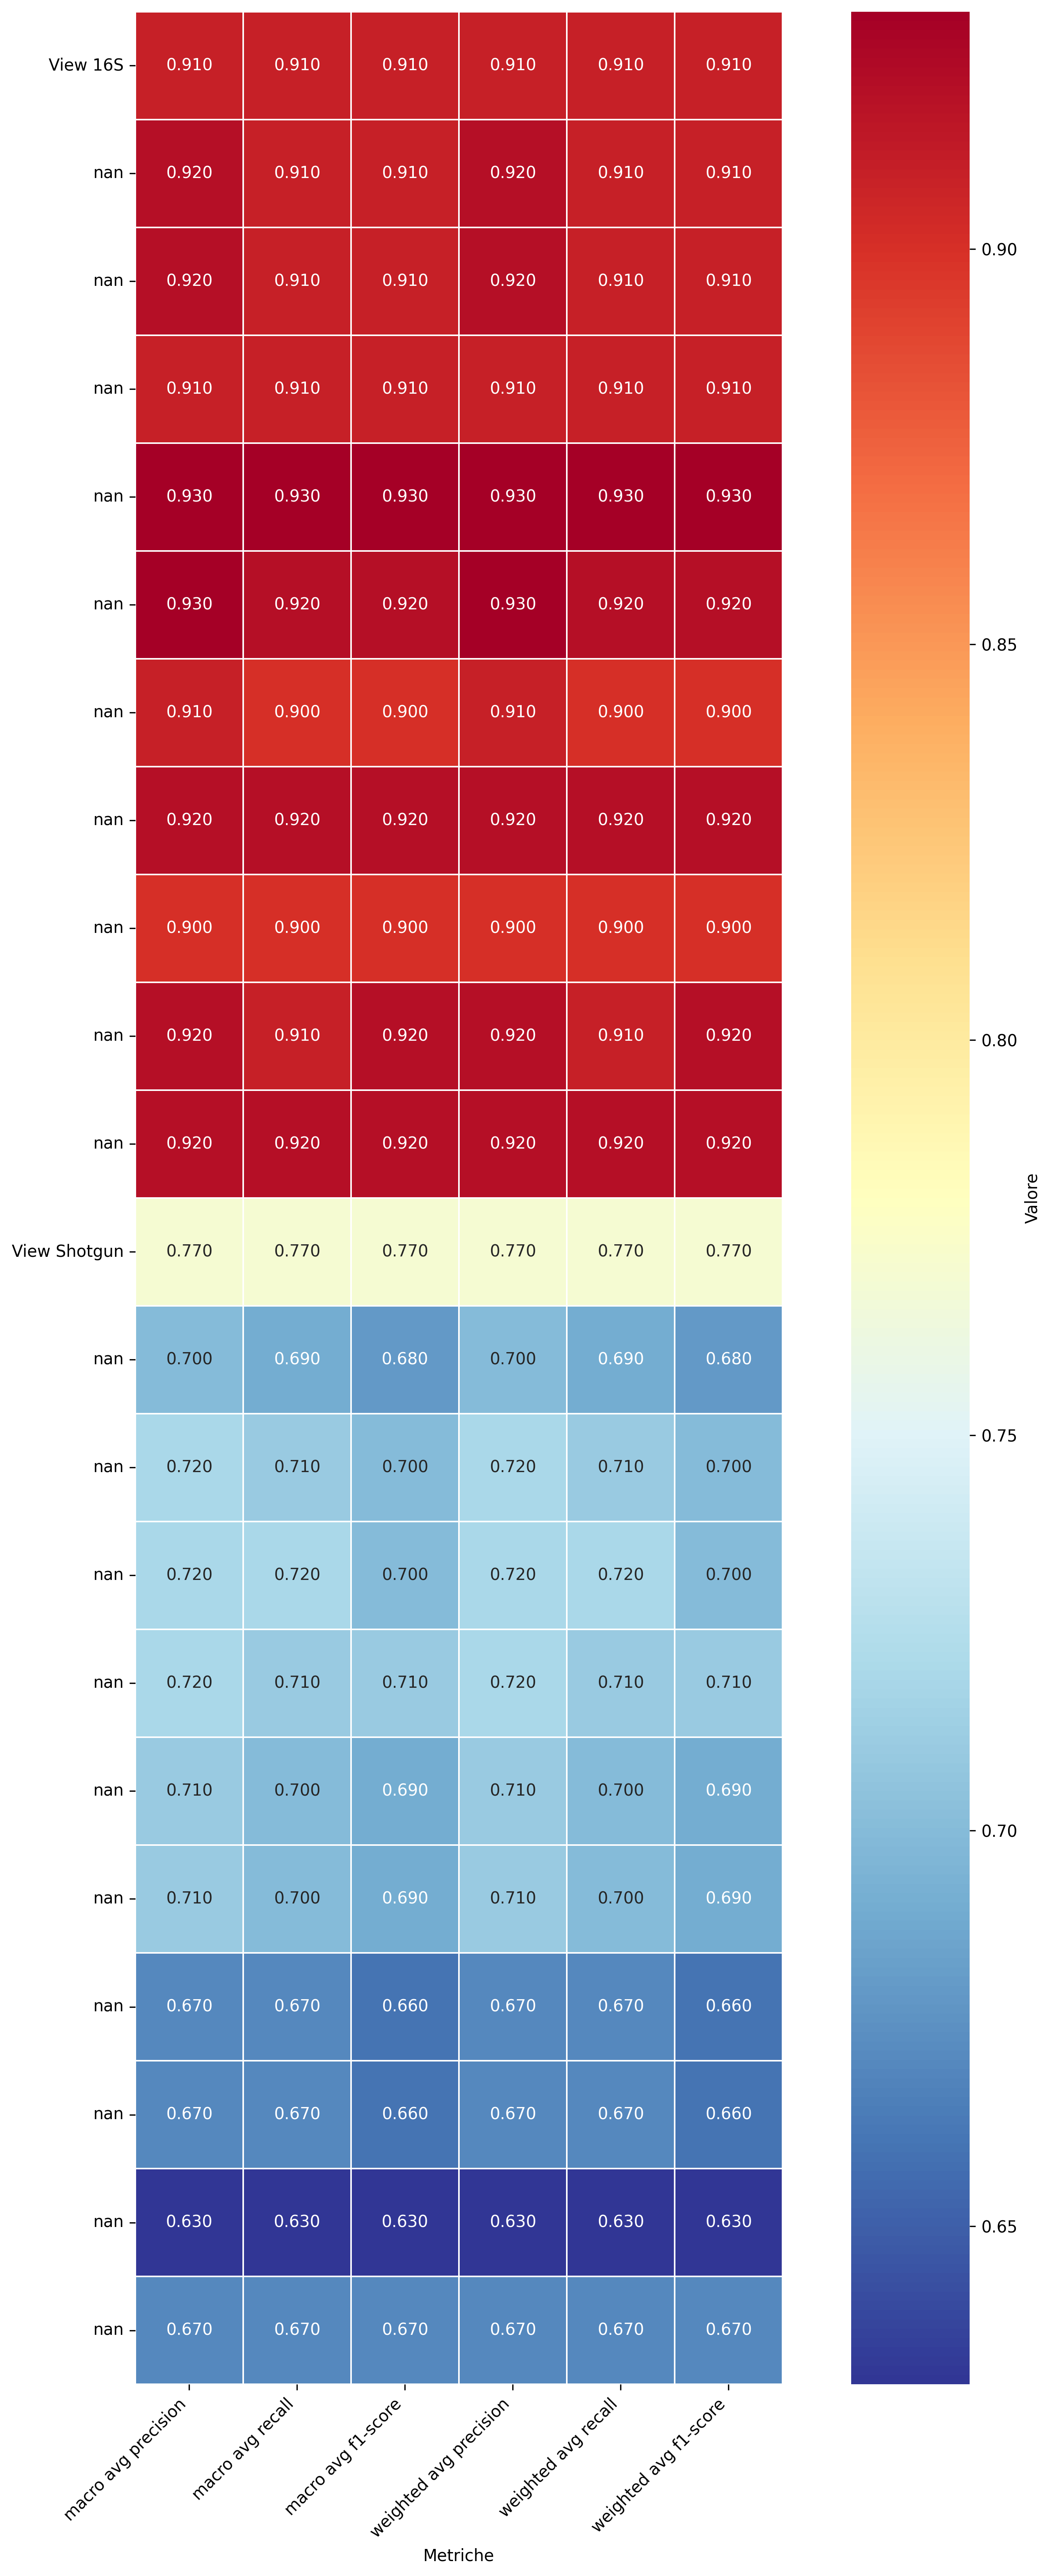 View 16S 0.910 0.910 0.910 0.910 0.910 0.910
nan 0.920 0.910 0.910 0.920 0.910 0.910
nan 0.920 0.910 0.910 0.920 0.910 0.910
nan 0.910 0.910 0.910 0.910 0.910 0.910
nan 0.930 0.930 0.930 0.930 0.930 0.930
nan 0.930 0.920 0.920 0.930 0.920 0.920
nan 0.910 0.900 0.900 0.910 0.900 0.900
nan 0.920 0.920 0.920 0.920 0.920 0.920
nan 0.900 0.900 0.900 0.900 0.900 0.900
nan 0.920 0.910 0.920 0.920 0.910 0.920
nan 0.920 0.920 0.920 0.920 0.920 0.920
View Shotgun 0.770 0.770 0.770 0.770 0.770 0.770
nan 0.700 0.690 0.680 0.700 0.690 0.680
nan 0.720 0.710 0.700 0.720 0.710 0.700
nan 0.720 0.720 0.700 0.720 0.720 0.700
nan 0.720 0.710 0.710 0.720 0.710 0.710
nan 0.710 0.700 0.690 0.710 0.700 0.690
nan 0.710 0.700 0.690 0.710 0.700 0.690
nan 0.670 0.670 0.660 0.670 0.670 0.660
nan 0.670 0.670 0.660 0.670 0.670 0.660
nan 0.630 0.630 0.630 0.630 0.630 0.630
nan 0.670 0.670 0.670 0.670 0.670 0.670
macro avg precision
macro avg recall
macro avg f1-score
weighted avg precision
weighted avg recall
weighted avg f1-score
Metriche
0.90
0.85
0.80
0.75
0.70
0.65
Valore